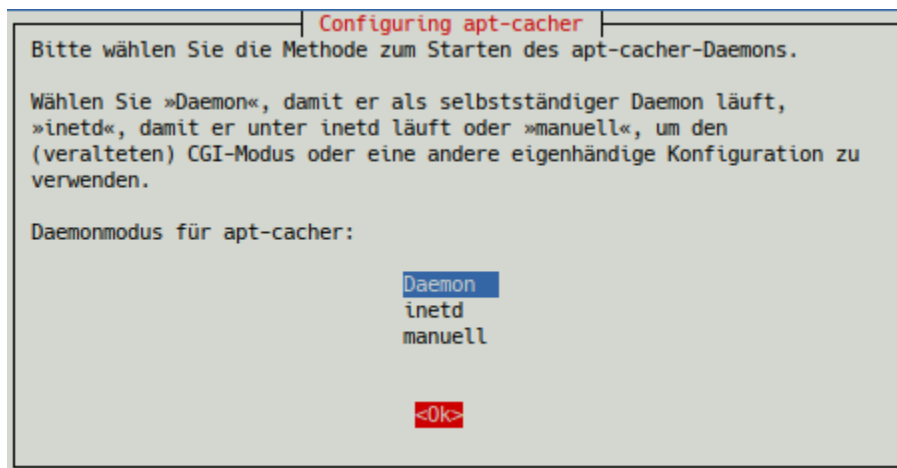 Configuring apt-cacher
Bitte wählen Sie die Methode zum Starten des apt-cacher-Daemons.
Wählen Sie »Daemon«, damit er als selbstständiger Daemon läuft,
»inetd«, damit er unter inetd läuft oder »manuell«, um den
(veralteten) CGI-Modus oder eine andere eigenhändige Konfiguration zu
verwenden.
Daemonmodus für apt-cacher:
Daemon
inetd
manuell
<Ok>